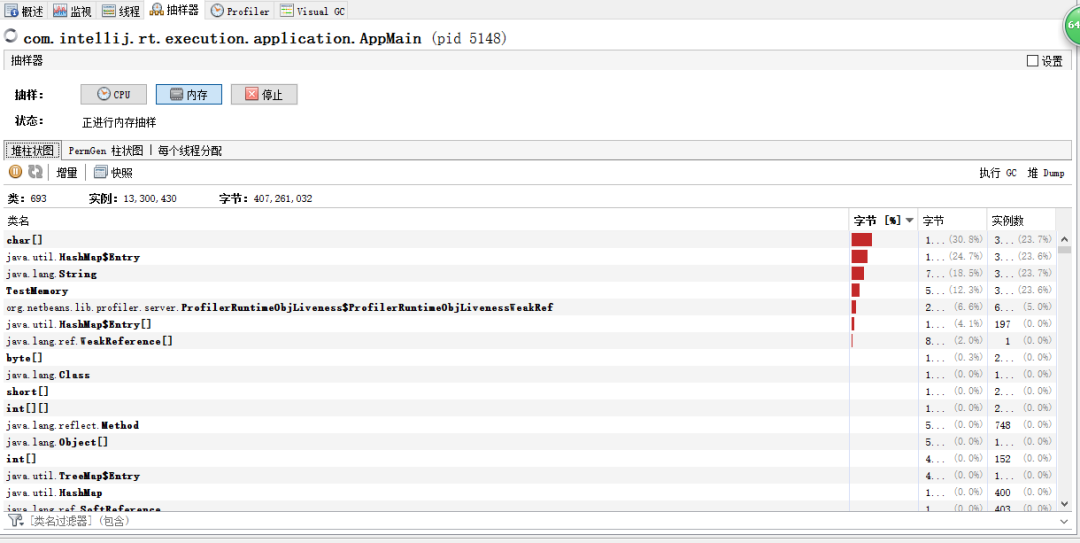 概述 监视 线程 抽样器 Profiler Visual GC
64
com.intellij.rt.execution.application.AppMain (pid 5148)
抽样器 设置
抽样: CPU 内存 停止
状态: 正进行内存抽样
堆柱状图 PermGen 柱状图 | 每个线程分配
增量 快照 执行 GC 堆 Dump
类: 693 实例: 13,300,430 字节: 407,261,032
类名 字节 [%] 字节 实例数
char[] 1... (30.8%) 3... (23.7%)
java.util.HashMap$Entry 1... (24.7%) 3... (23.6%)
java.lang.String 7... (18.5%) 3... (23.7%)
TestMemory 5... (12.3%) 3... (23.6%)
org.netbeans.lib.profiler.server.ProfilerRuntimeObjLiveness$ProfilerRuntimeObjLivenessWeakRef 2... (6.6%) 6... (5.0%)
java.util.HashMap$Entry[] 1... (4.1%) 197 (0.0%)
java.lang.ref.WeakReference[] 8... (2.0%) 1 (0.0%)
byte[] 1... (0.3%) 2... (0.0%)
java.lang.Class 1... (0.0%) 1... (0.0%)
short[] 1... (0.0%) 2... (0.0%)
int[][] 1... (0.0%) 2... (0.0%)
java.lang.reflect.Method 5... (0.0%) 748 (0.0%)
java.lang.Object[] 5... (0.0%) 1... (0.0%)
int[] 4... (0.0%) 152 (0.0%)
java.util.TreeMap$Entry 4... (0.0%) 1... (0.0%)
java.util.HashMap 1... (0.0%) 400 (0.0%)
java.lang.ref.SoftReference 1 (0.0%) 403 (0.0%)
[类名过滤器] (包含)